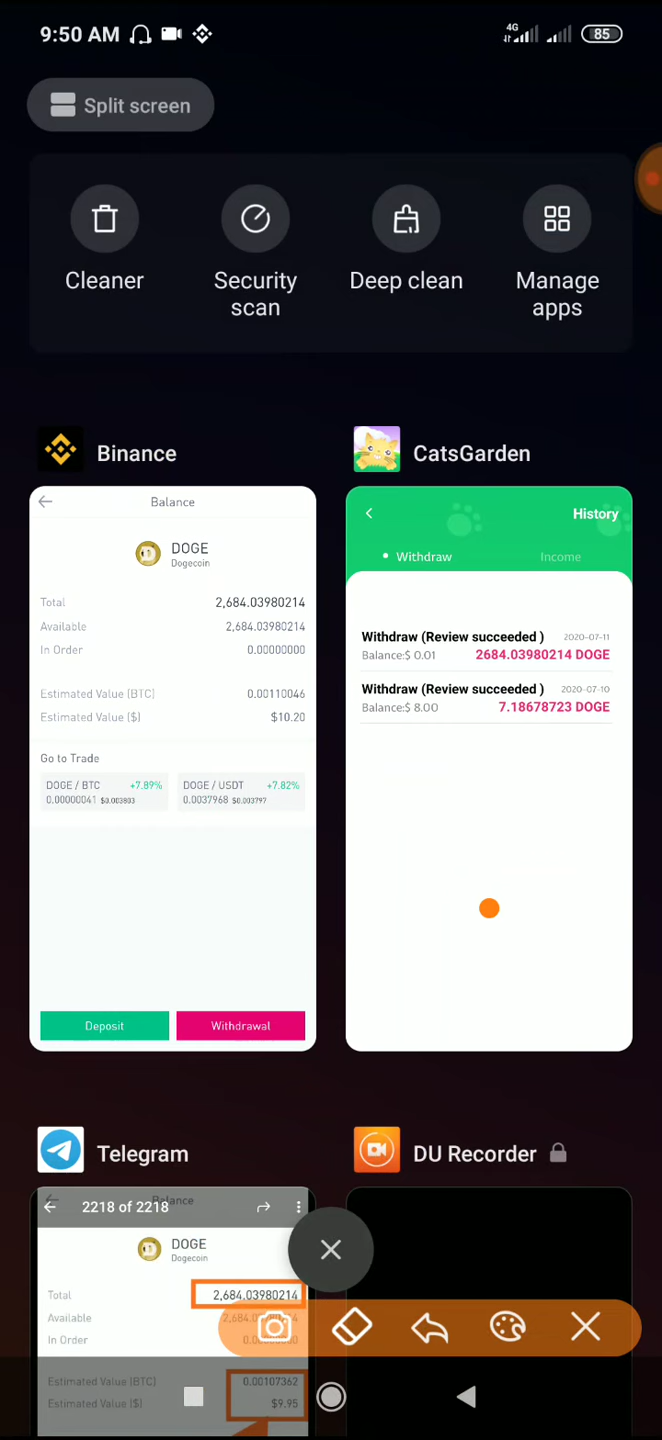 9:50 AM 4G 85
Split screen
Cleaner
Security
scan
Deep clean
Manage
apps
Binance
Balance
DOGE
Dogecoin
Total 2,684.03980214
Available 2,684.03980214
In Order 0.00000000
Estimated Value (BTC) 0.00110046
Estimated Value ($) $10.20
Go to Trade
DOGE / BTC +7.89%
0.00000041 $0.003803
DOGE / USDT +7.82%
0.0037968 $0.003797
Deposit Withdrawal
CatsGarden
History
Withdraw Income
Withdraw (Review succeeded ) 2020-07-11
Balance:$ 0.01 2684.03980214 DOGE
Withdraw (Review succeeded ) 2020-07-10
Balance:$ 8.00 7.18678723 DOGE
Telegram
Balance
2218 of 2218
DOGE
Dogecoin
Total 2,684.03980214
Available
In Order
Estimated Value (BTC) 0.00107362
Estimated Value ($) $9.95
DU Recorder